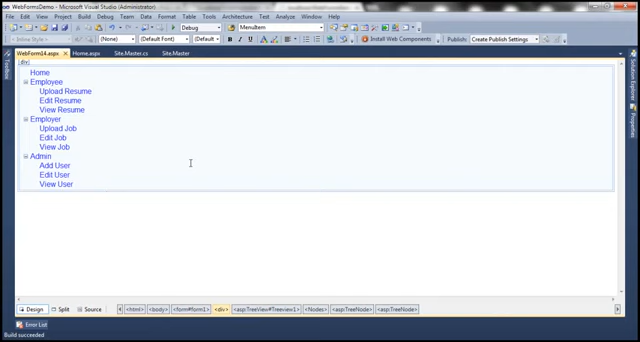 WebFormsDemo - Microsoft Visual Studio (Administrator)
File Edit View Project Build Debug Team Data Format Table Tools Architecture Test Analyze Window Help
Debug MenuItem
Inline Style (None) (Default Font) (Default B I U A Install Web Components Publish: Create Publish Settings
WebForm14.aspx Home.aspx Site.Master.cs Site.Master
[div]
Home
Employee
Upload Resume
Edit Resume
View Resume
Employer
Upload Job
Edit Job
View Job
Admin
Add User
Edit User
View User
Toolbox
Solution Explorer
Properties
Design Split Source <html> <body> <form#form1> <div> <asp:TreeView#Treeview1> <Nodes> <asp:TreeNode> <asp:TreeNode>
Error List
Build succeeded